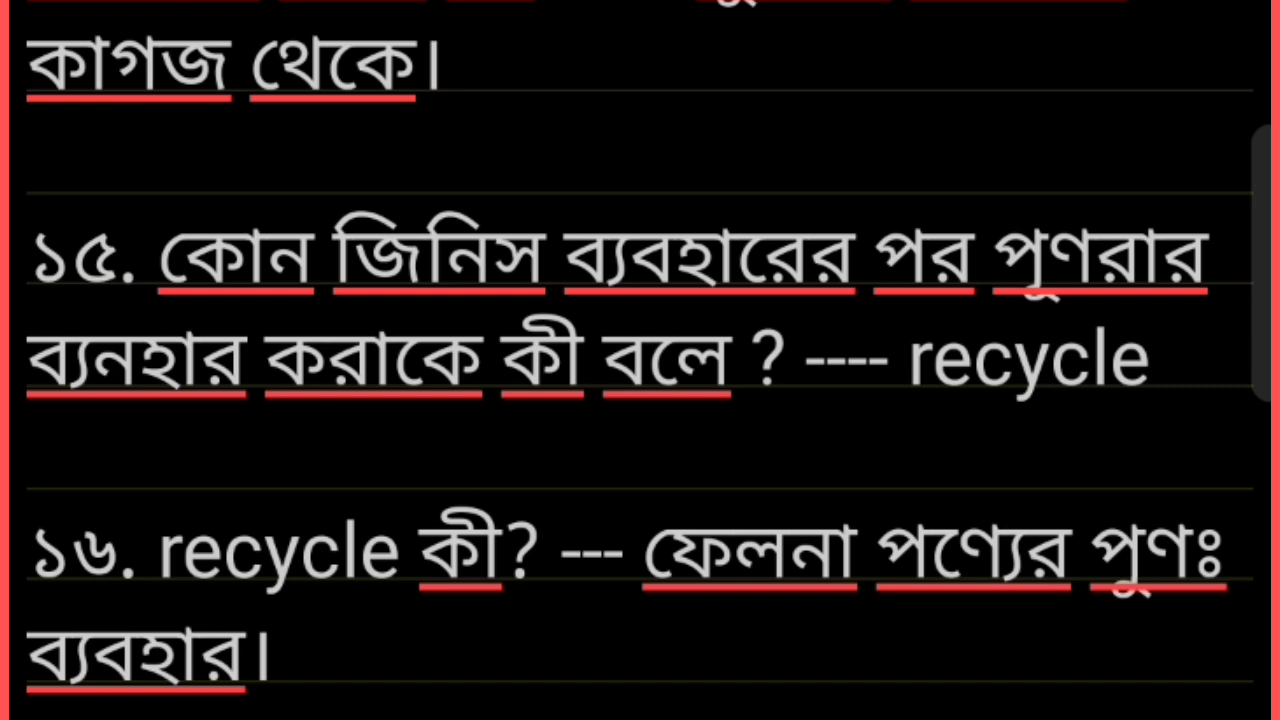 কাগজ থেকে।
১৫. কোন জিনিস ব্যবহারের পর পূণরার
ব্যনহার করাকে কী বলে ? ---- recycle
১৬. recycle কী? --- ফেলনা পণ্যের পুণঃ
ব্যবহার।